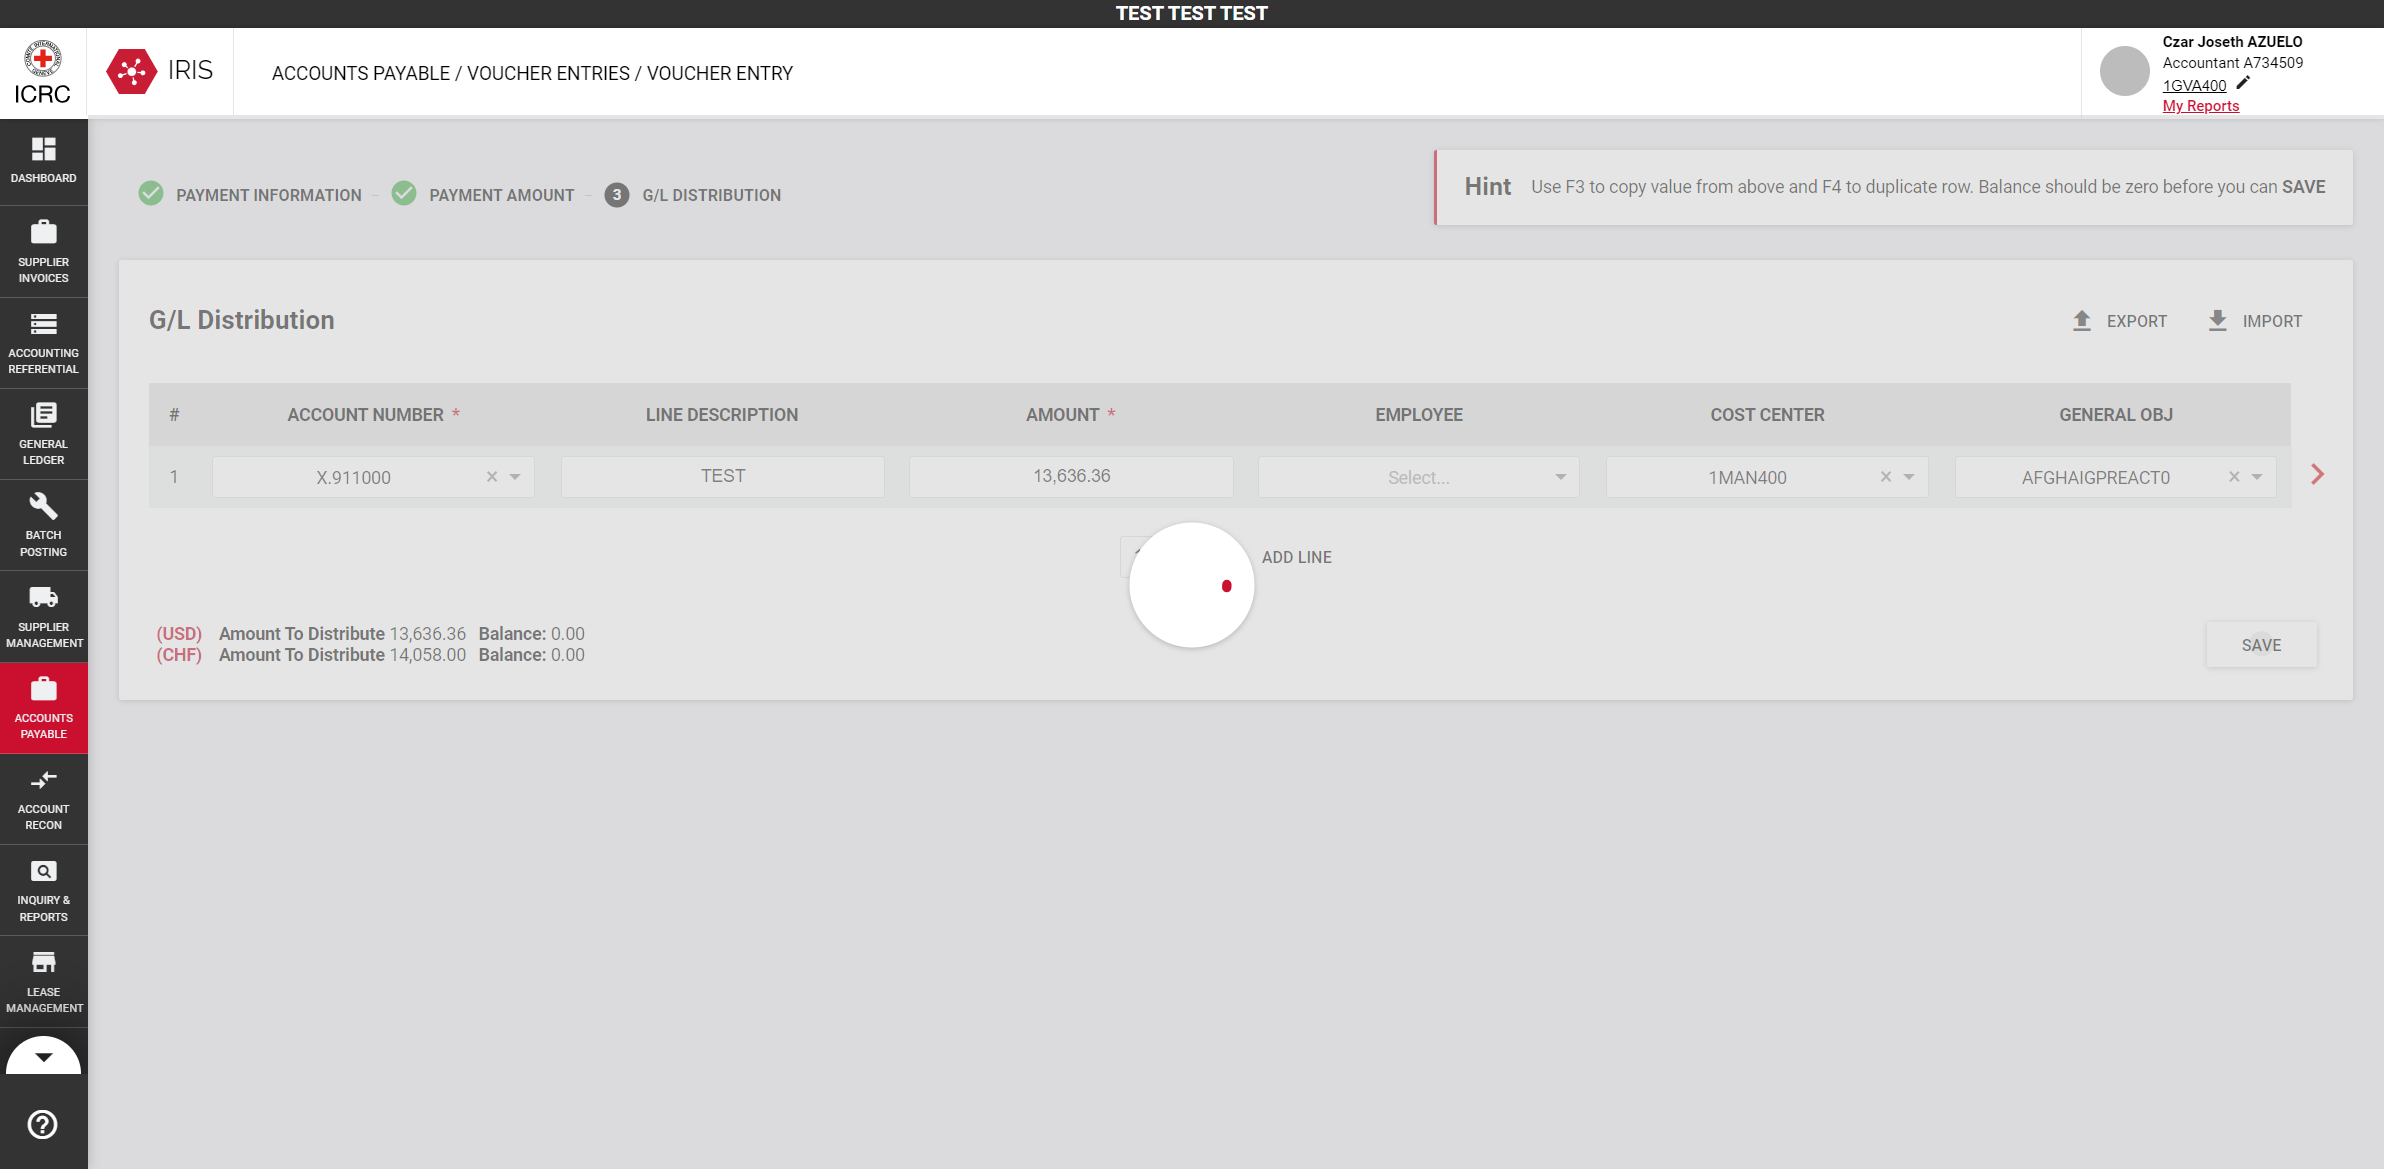 TEST TEST TEST
ICRC
IRIS
ACCOUNTS PAYABLE / VOUCHER ENTRIES / VOUCHER ENTRY
Czar Joseth AZUELO
Accountant A734509
1GVA400
My Reports
DASHBOARD
SUPPLIER
INVOICES
ACCOUNTING
REFERENTIAL
GENERAL
LEDGER
BATCH
POSTING
SUPPLIER
MANAGEMENT
ACCOUNTS
PAYABLE
ACCOUNT
RECON
INQUIRY &
REPORTS
LEASE
MANAGEMENT
PAYMENT INFORMATION - PAYMENT AMOUNT - 3 G/L DISTRIBUTION
Hint Use F3 to copy value from above and F4 to duplicate row. Balance should be zero before you can SAVE
G/L Distribution
EXPORT IMPORT
# ACCOUNT NUMBER * LINE DESCRIPTION AMOUNT * EMPLOYEE COST CENTER GENERAL OBJ
1 X.911000 TEST 13,636.36 Select... 1MAN400 AFGHAIGPREACT0
ADD LINE
(USD) Amount To Distribute 13,636.36 Balance: 0.00
(CHF) Amount To Distribute 14,058.00 Balance: 0.00
SAVE